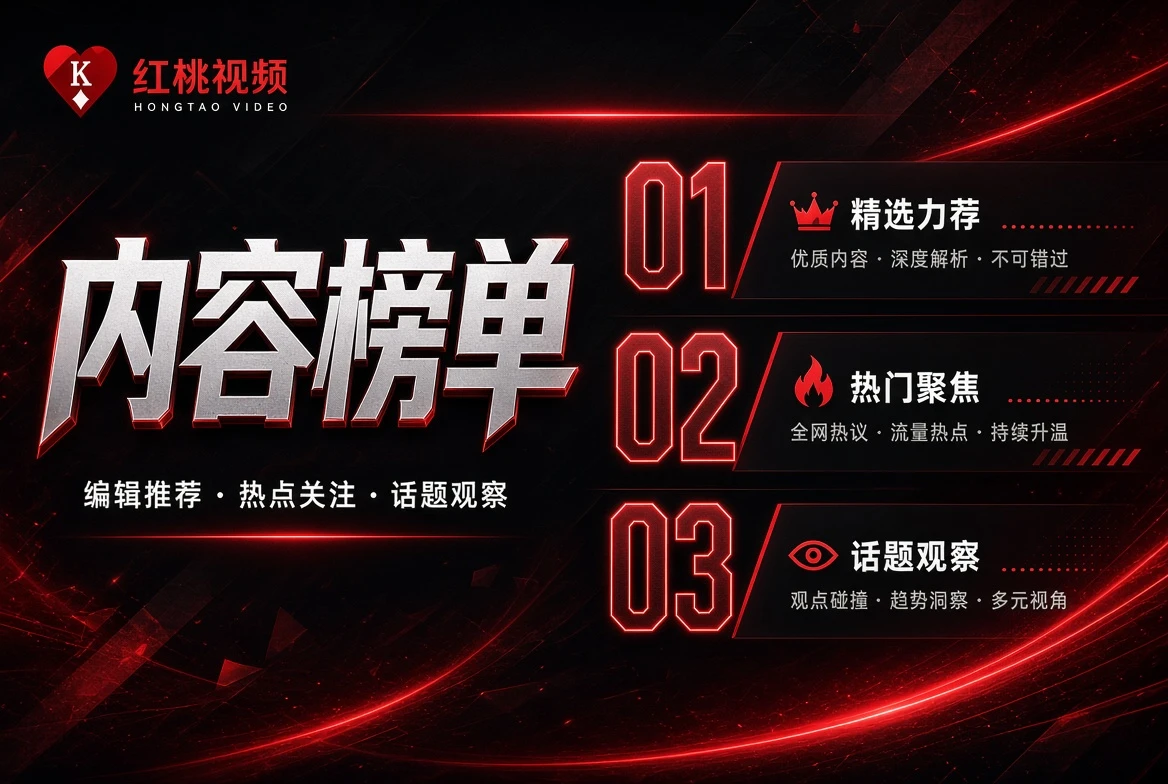 K
红桃视频
HONGTAO VIDEO
内容榜单
编辑推荐 · 热点关注 · 话题观察
01
精选力荐
优质内容 · 深度解析 · 不可错过
02
热门聚焦
全网热议 · 流量热点 · 持续升温
03
话题观察
观点碰撞 · 趋势洞察 · 多元视角